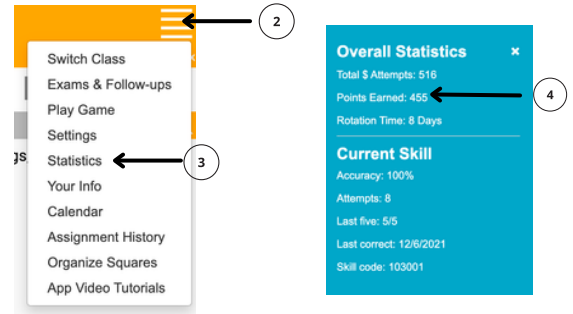 2
Switch Class
Exams & Follow-ups
Play Game
Settings
gs
Statistics
3
Your Info
Calendar
Assignment History
Organize Squares
App Video Tutorials
Overall Statistics ×
Total $ Attempts: 516
Points Earned: 455
4
Rotation Time: 8 Days
Current Skill
Accuracy: 100%
Attempts: 8
Last five: 5/5
Last correct: 12/6/2021
Skill code: 103001